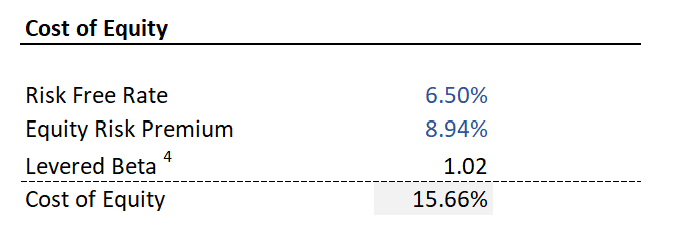 Cost of Equity
Risk Free Rate 6.50%
Equity Risk Premium 8.94%
Levered Beta 4 1.02
Cost of Equity 15.66%